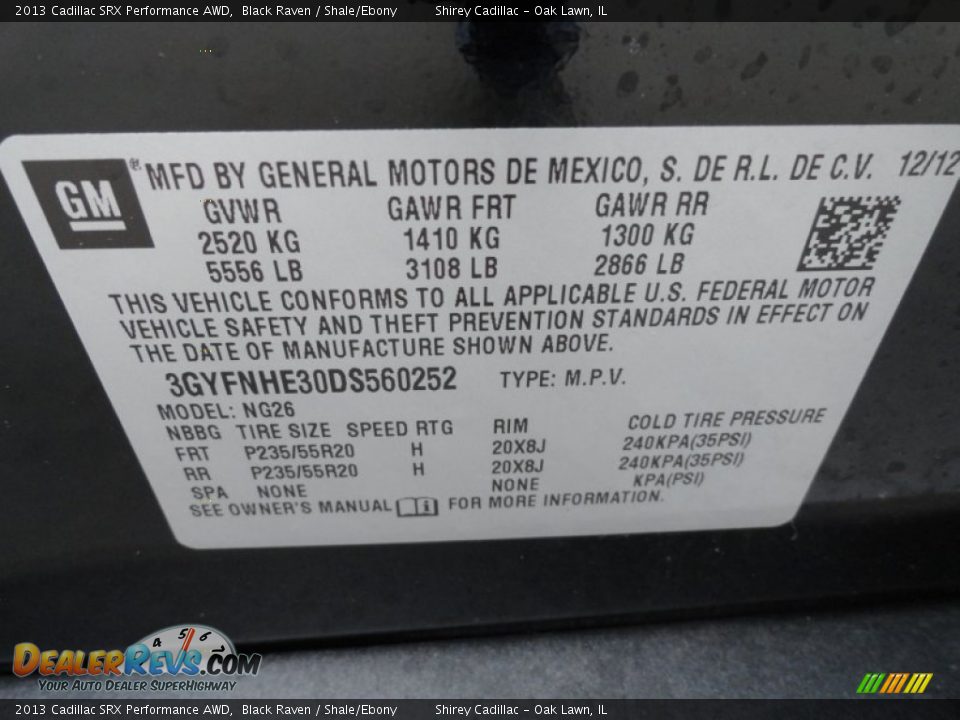 2013 Cadillac SRX Performance AWD, Black Raven / Shale/Ebony Shirey Cadillac - Oak Lawn, IL
GM ® MFD BY GENERAL MOTORS DE MEXICO, S. DE R.L. DE C.V. 12/12
GVWR GAWR FRT GAWR RR
2520 KG 1410 KG 1300 KG
5556 LB 3108 LB 2866 LB
THIS VEHICLE CONFORMS TO ALL APPLICABLE U.S. FEDERAL MOTOR
VEHICLE SAFETY AND THEFT PREVENTION STANDARDS IN EFFECT ON
THE DATE OF MANUFACTURE SHOWN ABOVE.
3GYFNHE30DS560252 TYPE: M.P.V.
MODEL: NG26
NBBG TIRE SIZE SPEED RTG RIM COLD TIRE PRESSURE
FRT P235/55R20 H 20X8J 240KPA(35PSI)
RR P235/55R20 H 20X8J 240KPA(35PSI)
SPA NONE NONE KPA(PSI)
SEE OWNER'S MANUAL i FOR MORE INFORMATION.
4 5 6
DEALERREVS.COM
YOUR AUTO DEALER SUPERHIGHWAY
2013 Cadillac SRX Performance AWD, Black Raven / Shale/Ebony Shirey Cadillac - Oak Lawn, IL